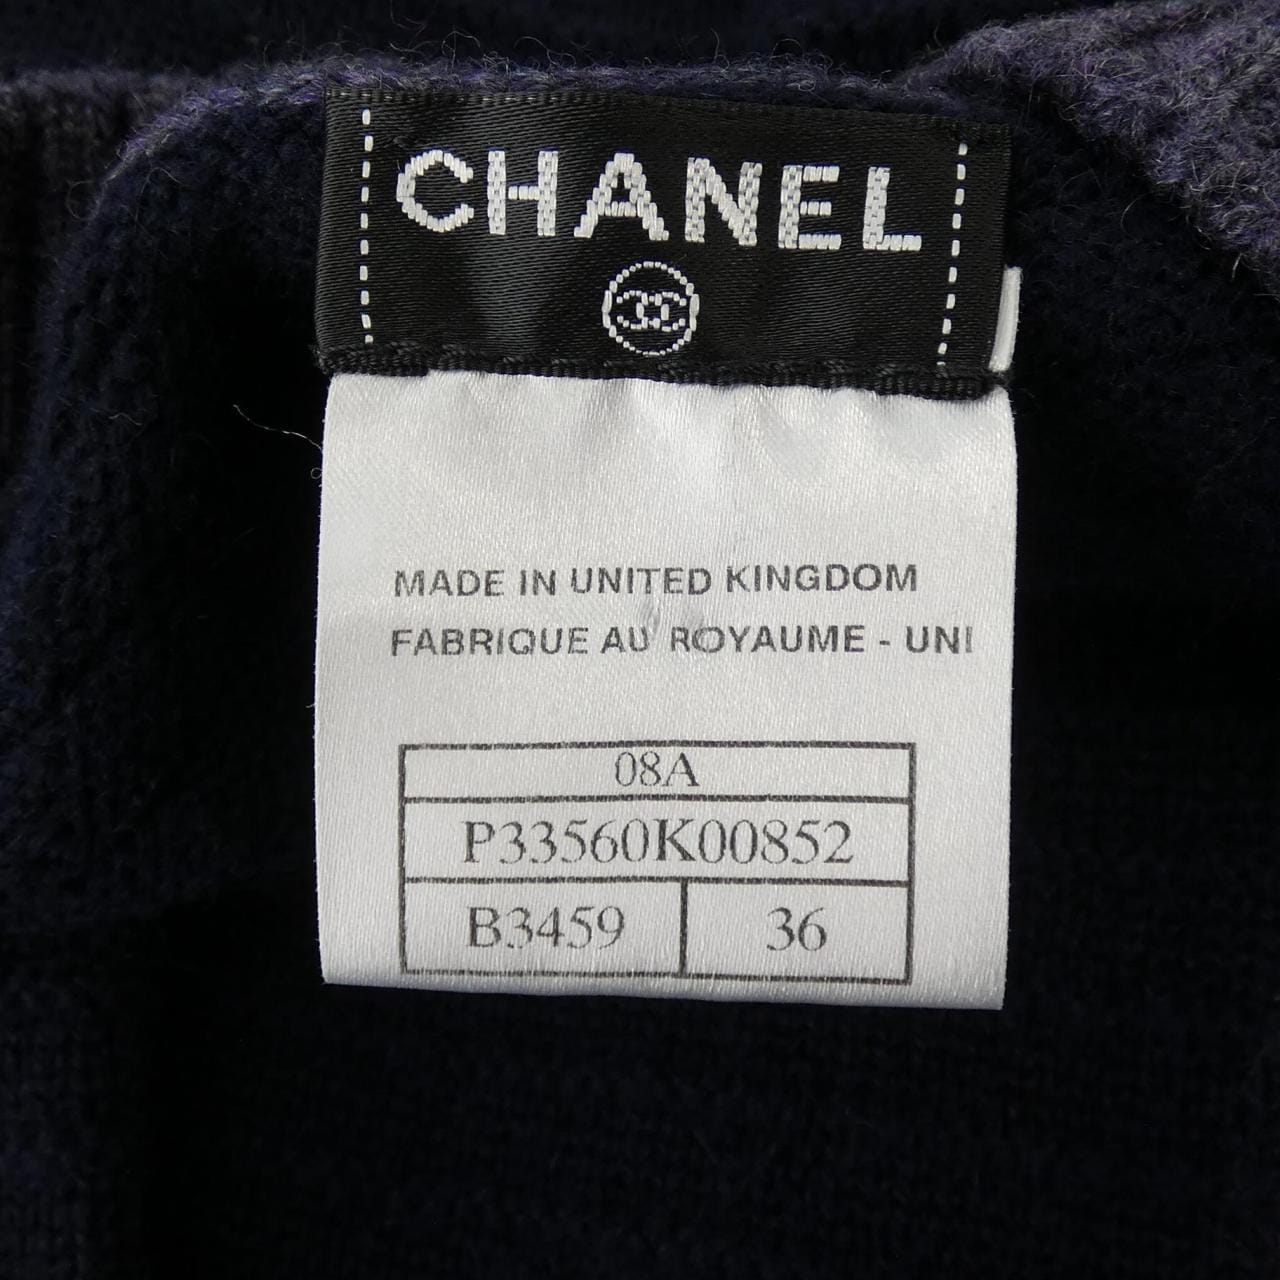 CHANEL
MADE IN UNITED KINGDOM
FABRIQUE AU ROYAUME - UNI
08A
P33560K00852
B3459 36